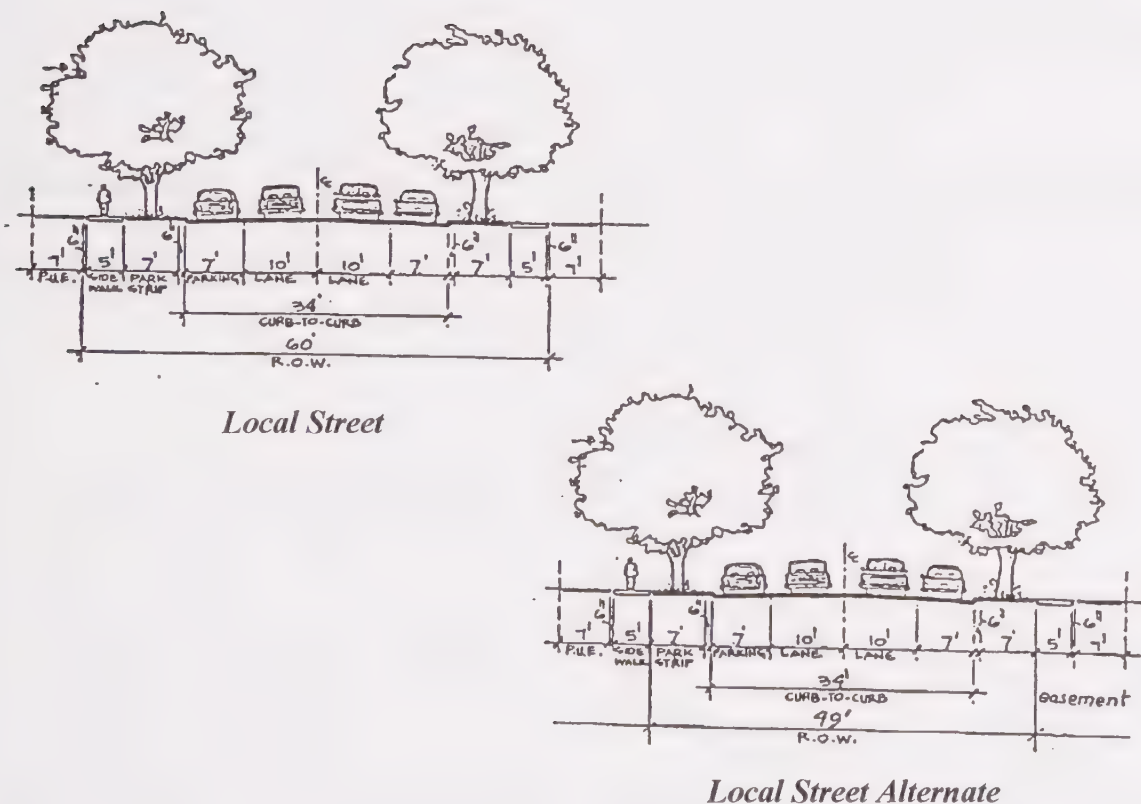 ℄
6" 6" 6" 6"
7' 5' 7' 7' 10' 10' 7' 7' 5' 7'
P.U.E. SIDE WALK PARK STRIP PARKING LANE LANE
34'
CURB-TO-CURB
60'
R.O.W.
Local Street
℄
6" 6" 6" 6"
7' 5' 7' 7' 10' 10' 7' 7' 5' 7'
P.U.E. SIDE WALK PARK STRIP PARKING LANE LANE
34'
CURB-TO-CURB
easement
49'
R.O.W.
Local Street Alternate